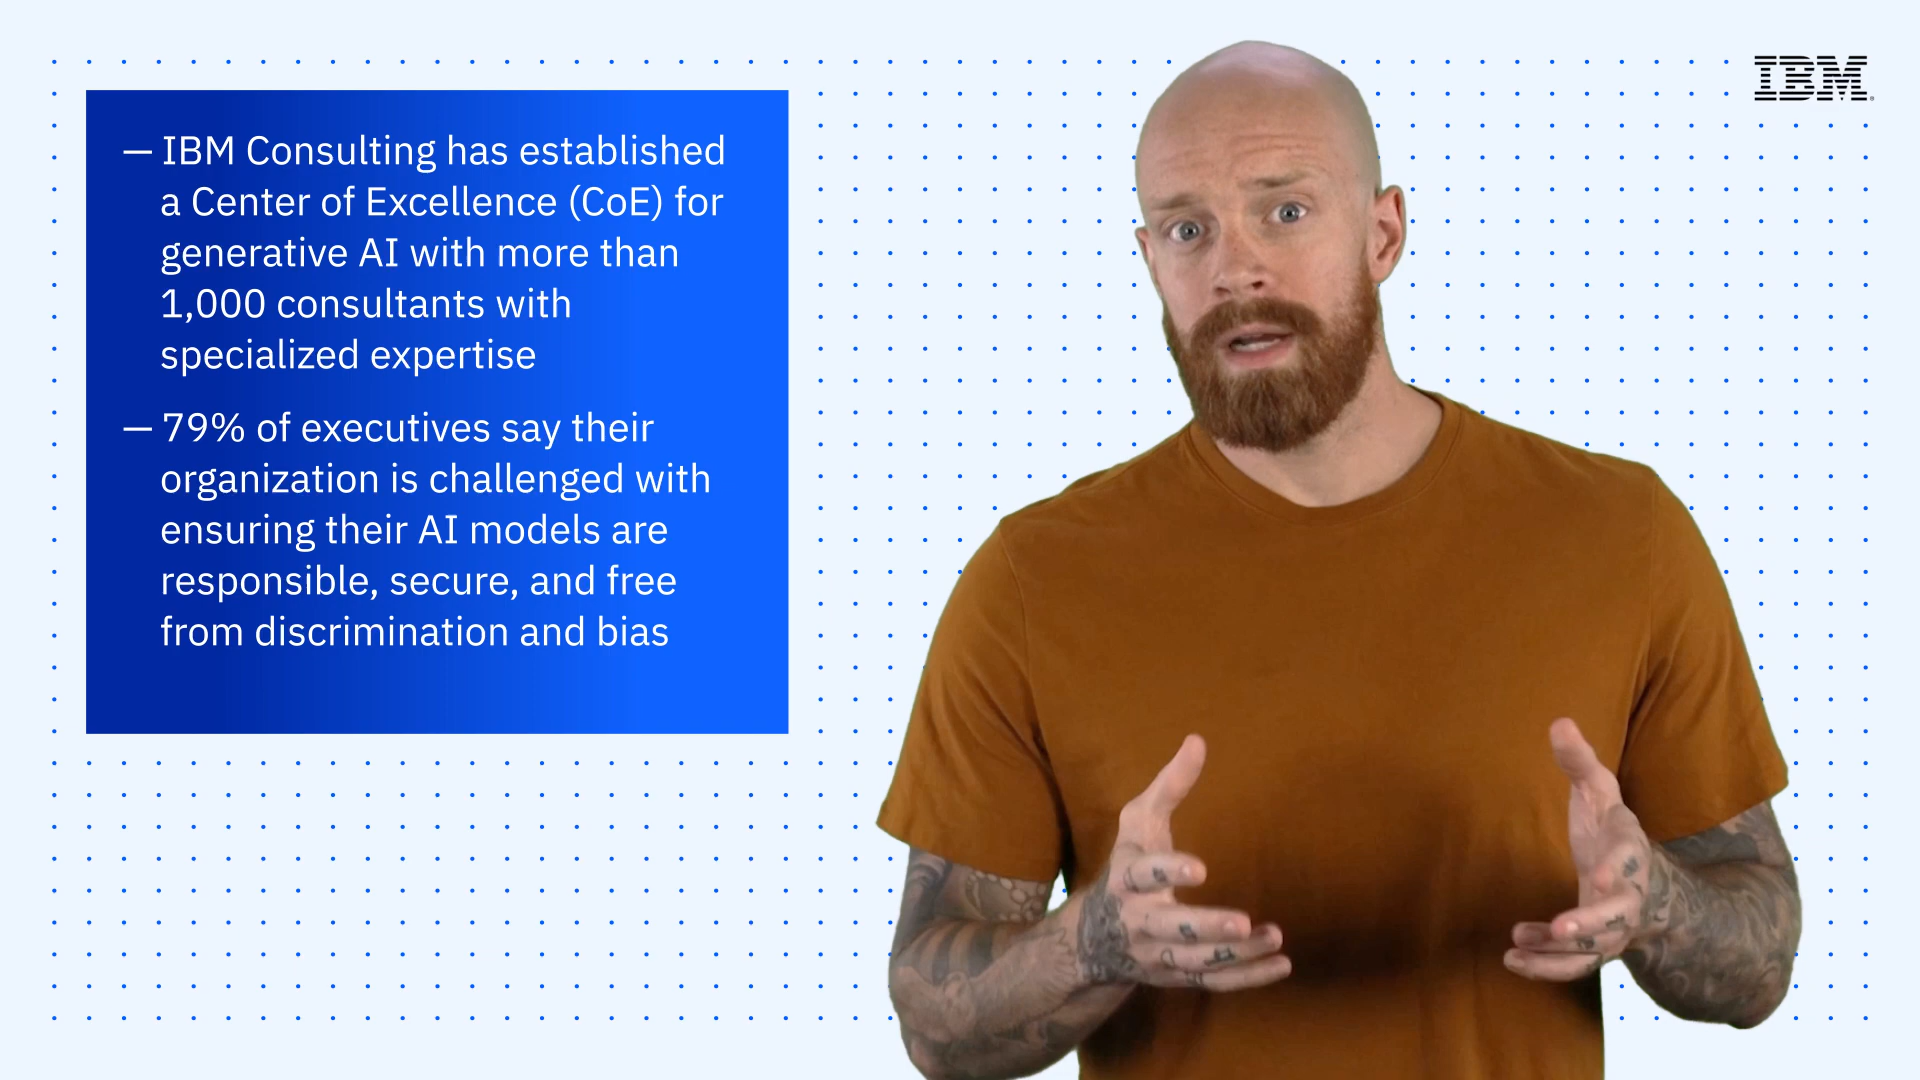 — IBM Consulting has established
a Center of Excellence (CoE) for
generative AI with more than
1,000 consultants with
specialized expertise
— 79% of executives say their
organization is challenged with
ensuring their AI models are
responsible, secure, and free
from discrimination and bias
IBM